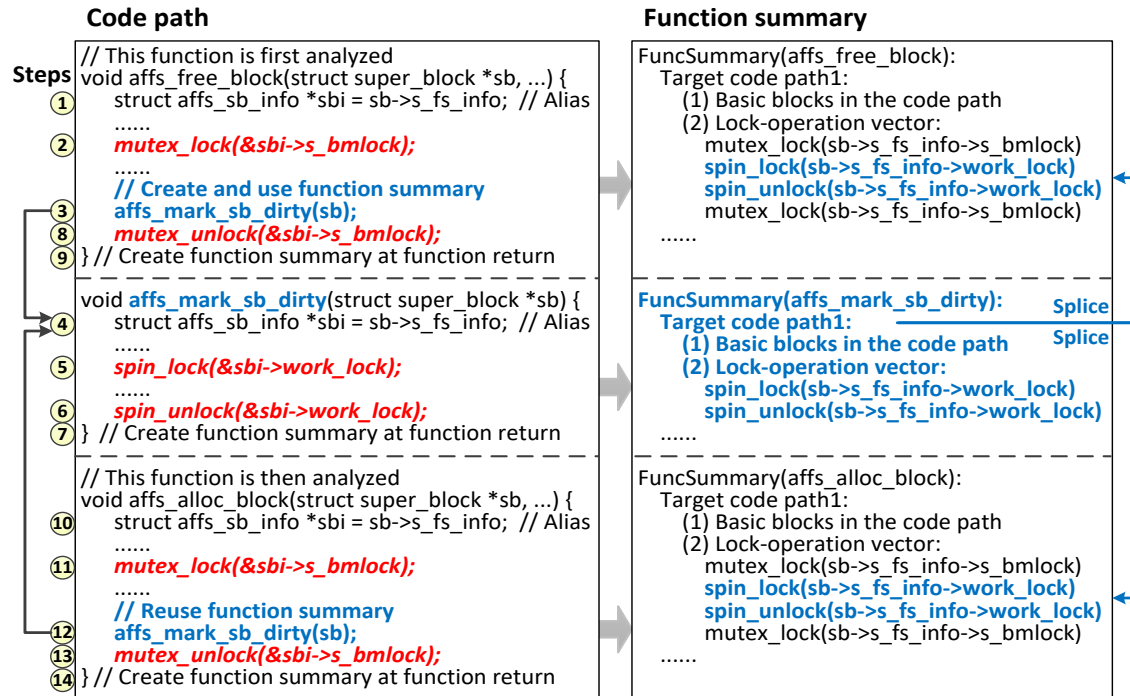 Code path
Function summary
Steps
// This function is first analyzed
void affs_free_block(struct super_block *sb, ...) {
1 struct affs_sb_info *sbi = sb->s_fs_info; // Alias
......
2 mutex_lock(&sbi->s_bmlock);
......
// Create and use function summary
3 affs_mark_sb_dirty(sb);
8 mutex_unlock(&sbi->s_bmlock);
9 } // Create function summary at function return
void affs_mark_sb_dirty(struct super_block *sb) {
4 struct affs_sb_info *sbi = sb->s_fs_info; // Alias
......
5 spin_lock(&sbi->work_lock);
......
6 spin_unlock(&sbi->work_lock);
7 } // Create function summary at function return
// This function is then analyzed
void affs_alloc_block(struct super_block *sb, ...) {
10 struct affs_sb_info *sbi = sb->s_fs_info; // Alias
......
11 mutex_lock(&sbi->s_bmlock);
......
// Reuse function summary
12 affs_mark_sb_dirty(sb);
13 mutex_unlock(&sbi->s_bmlock);
14 } // Create function summary at function return
FuncSummary(affs_free_block):
Target code path1:
(1) Basic blocks in the code path
(2) Lock-operation vector:
mutex_lock(sb->s_fs_info->s_bmlock)
spin_lock(sb->s_fs_info->work_lock)
spin_unlock(sb->s_fs_info->work_lock)
mutex_lock(sb->s_fs_info->s_bmlock)
......
FuncSummary(affs_mark_sb_dirty):
Splice
Target code path1:
Splice
(1) Basic blocks in the code path
(2) Lock-operation vector:
spin_lock(sb->s_fs_info->work_lock)
spin_unlock(sb->s_fs_info->work_lock)
......
FuncSummary(affs_alloc_block):
Target code path1:
(1) Basic blocks in the code path
(2) Lock-operation vector:
mutex_lock(sb->s_fs_info->s_bmlock)
spin_lock(sb->s_fs_info->work_lock)
spin_unlock(sb->s_fs_info->work_lock)
mutex_lock(sb->s_fs_info->s_bmlock)
......